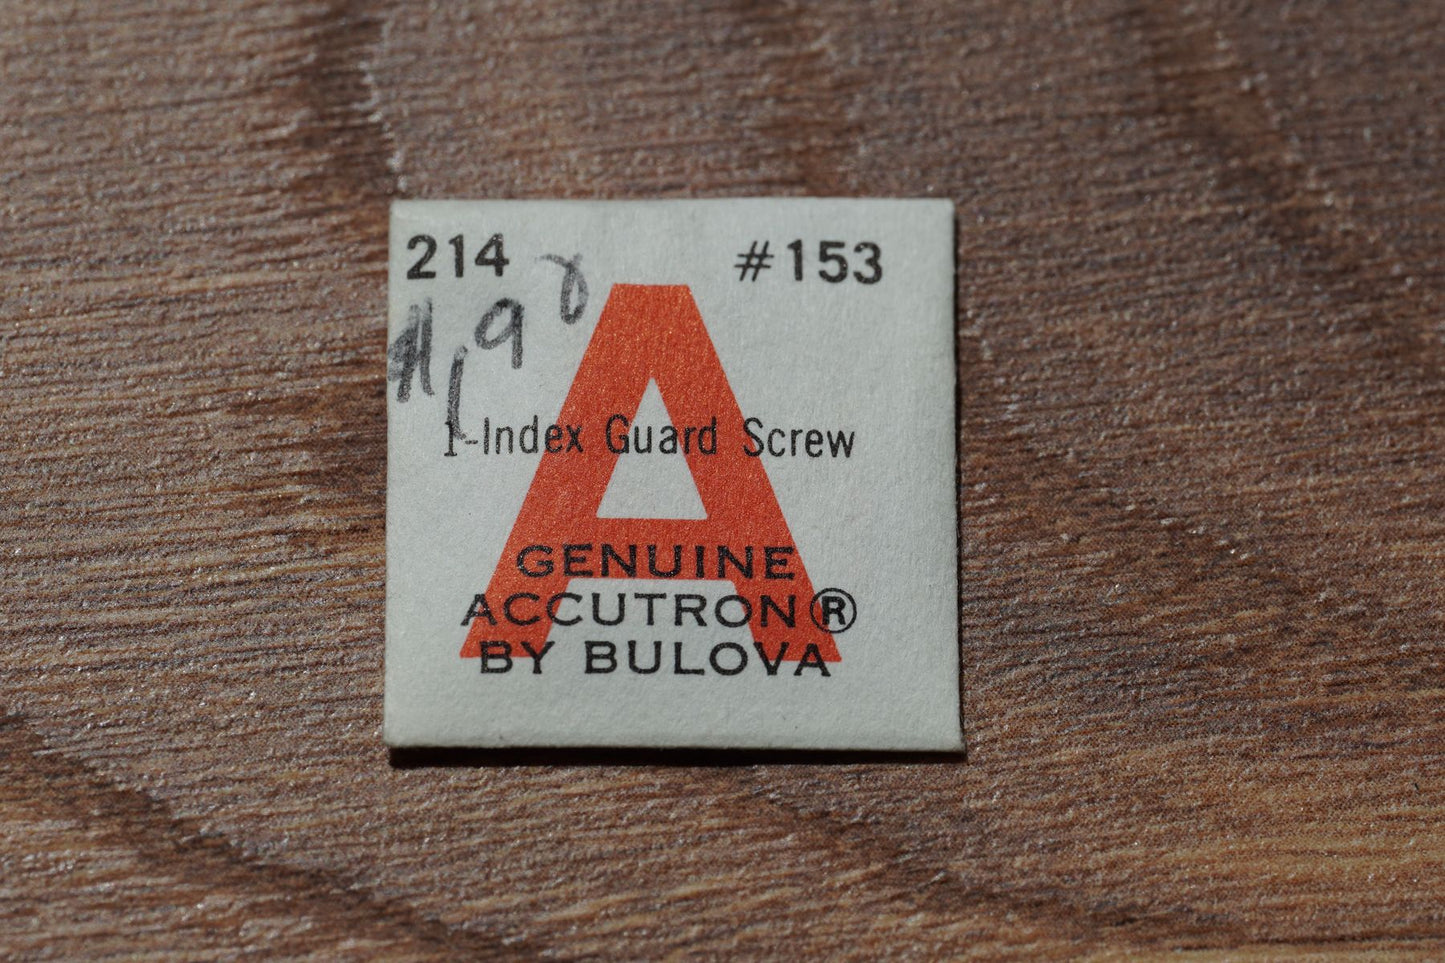 214 #153
1-Index Guard Screw
A
GENUINE
ACCUTRON®
BY BULOVA